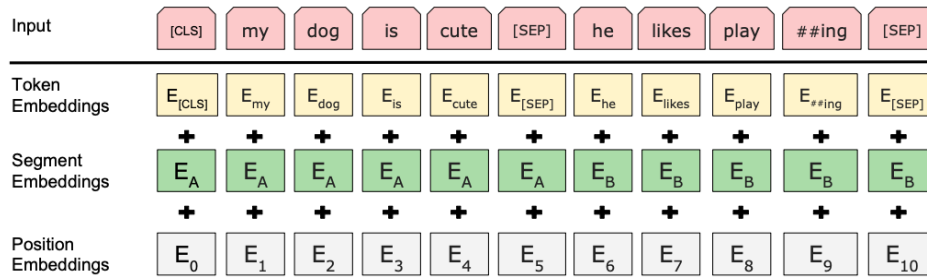 Input [CLS] my dog is cute [SEP] he likes play ##ing [SEP]
Token Embeddings E[CLS] Emy Edog Eis Ecute E[SEP] Ehe Elikes Eplay E##ing E[SEP]
+ + + + + + + + + + +
Segment Embeddings EA EA EA EA EA EA EB EB EB EB EB
+ + + + + + + + + + +
Position Embeddings E0 E1 E2 E3 E4 E5 E6 E7 E8 E9 E10